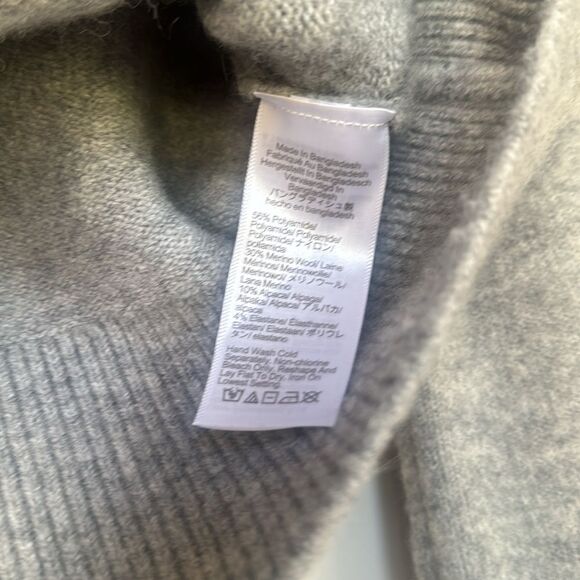 Made In Bangladesh
Fabriqué Au Bangladesh
Hergestellt In Bangladesh
Vervaardigd In
Bangladesh
バングラディシュ製
hecho en bangladesh
56% Polyamide/
Polyamide/ Polyamid/
Polyamide/ ナイロン/
poliamida
30% Merino Wool/ Laine
Mérinos/ Merinowolle/
Merinowol/ メリノウール/
Lana Merino
10% Alpaca/ Alpaga/
Alpaka/ Alpaca/ アルパカ/
alpaca
4% Elastane/ Élasthanne/
Elastan/ Elastaan/ ポリウレ
タン/elastano
Hand Wash Cold
Separately. Non-chlorine
Bleach Only. Reshape And
Lay Flat To Dry. Iron On
Lowest Setting.